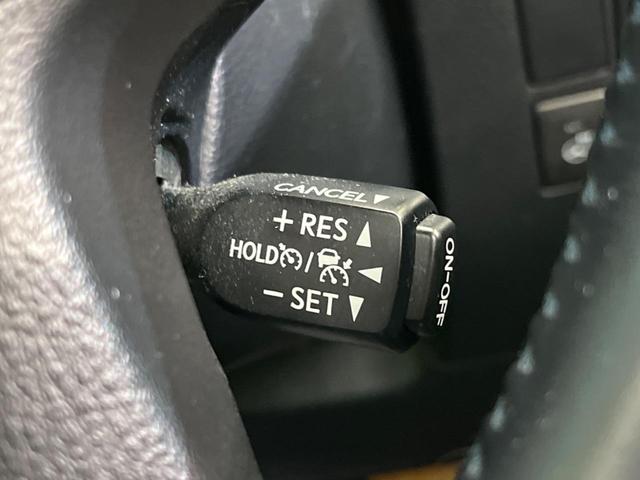 CANCEL▼
+ RES ▲
HOLD / ◀
− SET ▼
ON-OFF